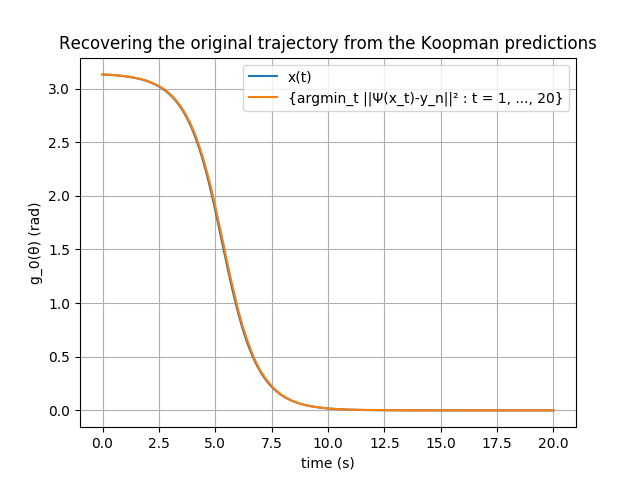 Recovering the original trajectory from the Koopman predictions
x(t)
{argmin_t ||Ψ(x_t)-y_n||² : t = 1, ..., 20}
3.0
2.5
2.0
1.5
1.0
0.5
0.0
g_0(θ) (rad)
0.0 2.5 5.0 7.5 10.0 12.5 15.0 17.5 20.0
time (s)